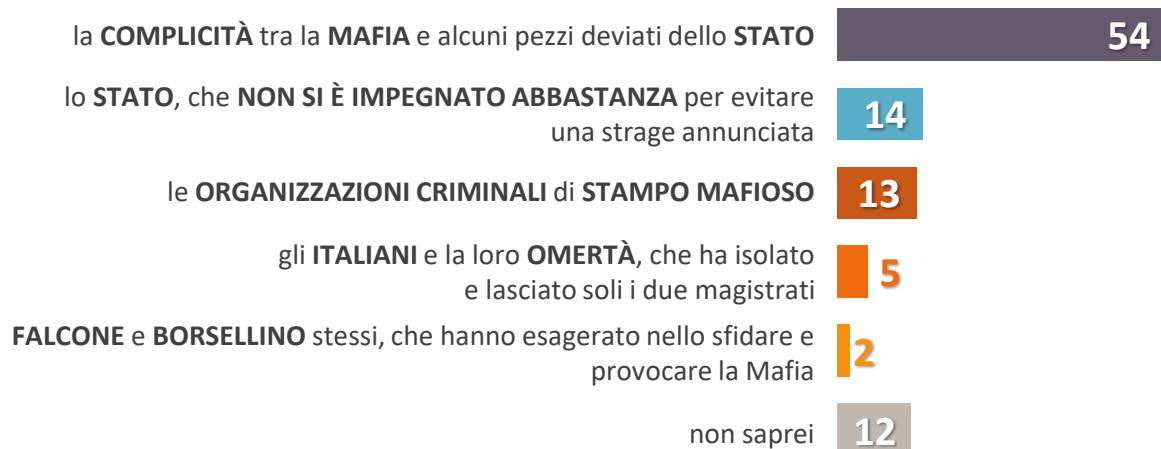 la COMPLICITÀ tra la MAFIA e alcuni pezzi deviati dello STATO 54
lo STATO, che NON SI È IMPEGNATO ABBASTANZA per evitare
una strage annunciata 14
le ORGANIZZAZIONI CRIMINALI di STAMPO MAFIOSO 13
gli ITALIANI e la loro OMERTÀ, che ha isolato
e lasciato soli i due magistrati 5
FALCONE e BORSELLINO stessi, che hanno esagerato nello sfidare e
provocare la Mafia 2
non saprei 12